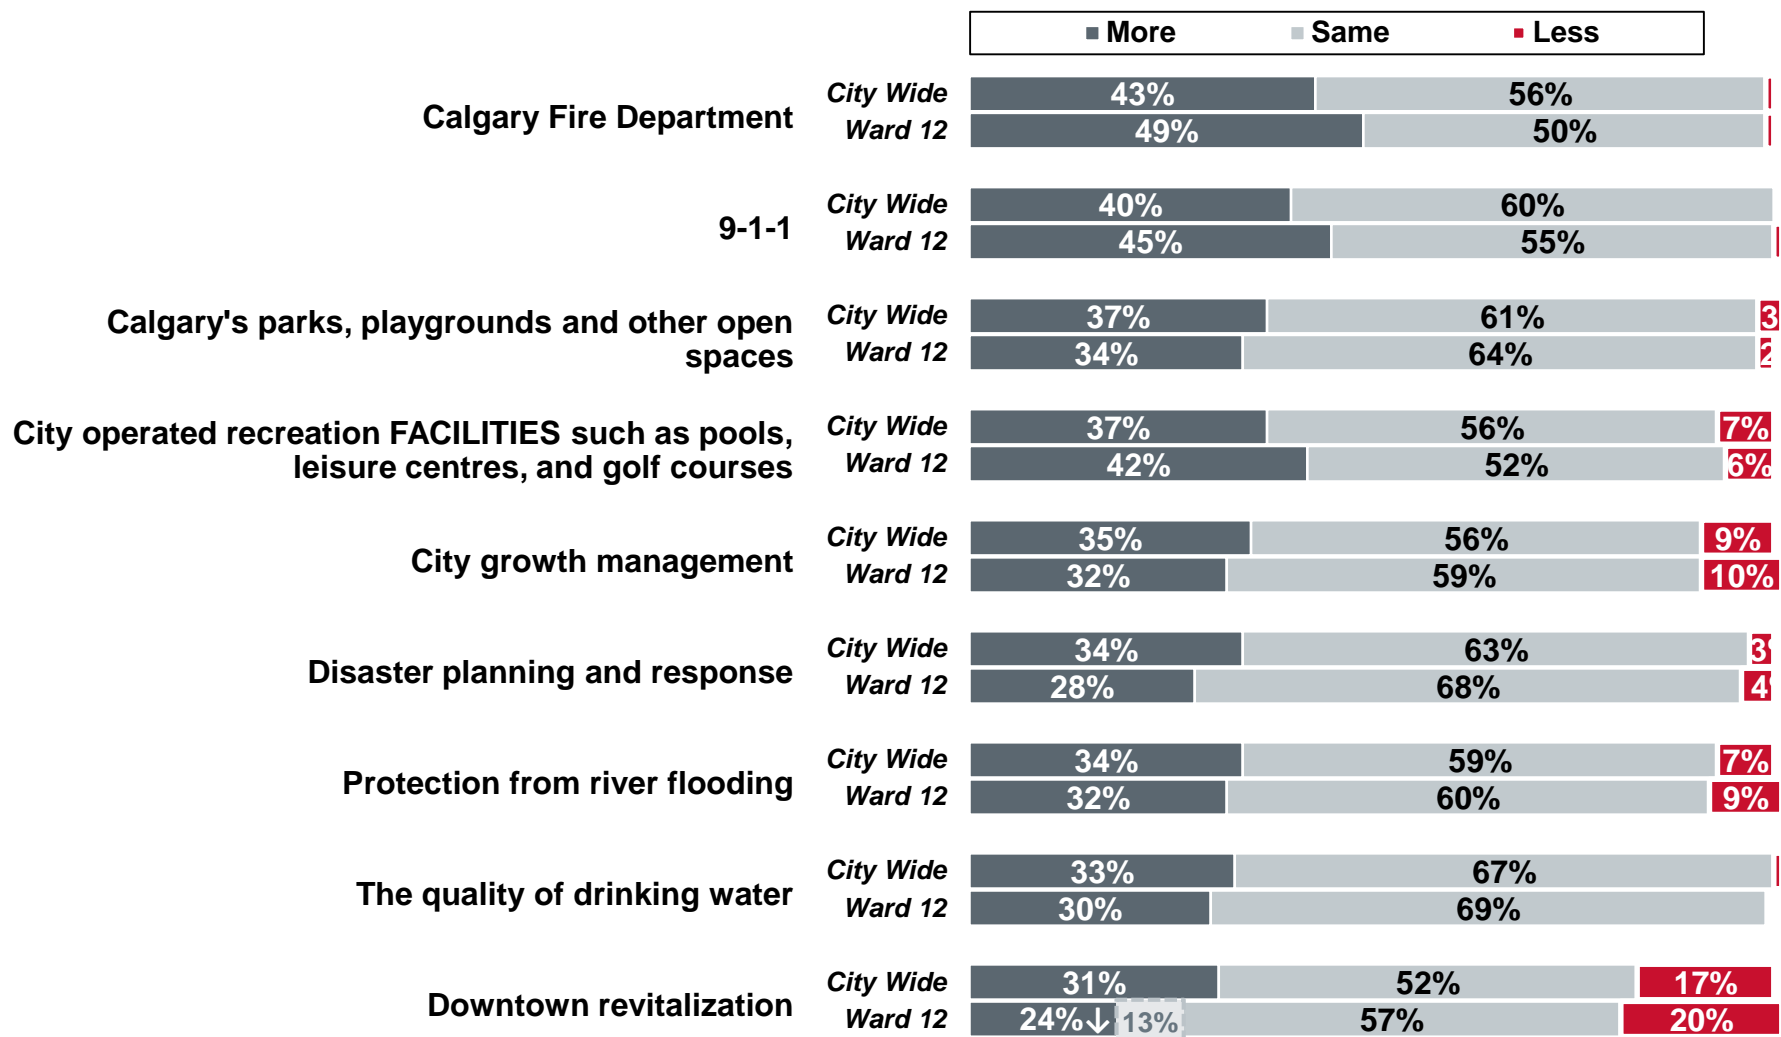 More Same Less
Calgary Fire Department
City Wide 43% 56%
Ward 12 49% 50%
9-1-1
City Wide 40% 60%
Ward 12 45% 55%
Calgary's parks, playgrounds and other open
spaces
City Wide 37% 61% 3
Ward 12 34% 64% 2
City operated recreation FACILITIES such as pools,
leisure centres, and golf courses
City Wide 37% 56% 7%
Ward 12 42% 52% 6%
City growth management
City Wide 35% 56% 9%
Ward 12 32% 59% 10%
Disaster planning and response
City Wide 34% 63% 3%
Ward 12 28% 68% 4%
Protection from river flooding
City Wide 34% 59% 7%
Ward 12 32% 60% 9%
The quality of drinking water
City Wide 33% 67%
Ward 12 30% 69%
Downtown revitalization
City Wide 31% 52% 17%
Ward 12 24%↓ 13% 57% 20%